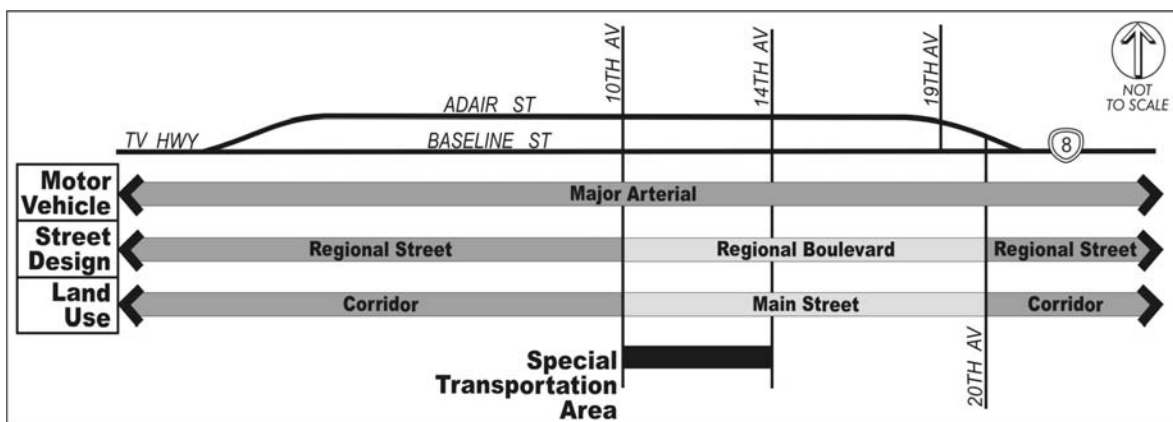 10TH AV
14TH AV
19TH AV
NOT
TO SCALE
ADAIR ST
TV HWY
BASELINE ST
8
Motor
Vehicle
Major Arterial
Street
Design
Regional Street
Regional Boulevard
Regional Street
Land
Use
Corridor
Main Street
Corridor
Special
Transportation
Area
20TH AV